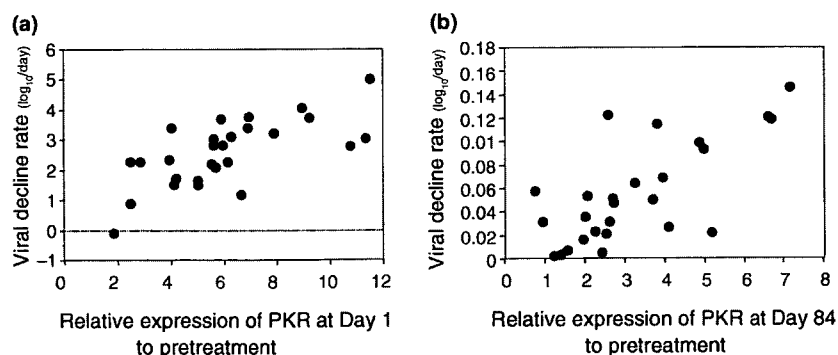 (a)
Viral decline rate (log10/day)
6
5
4
3
2
1
0
−1
0 2 4 6 8 10 12
Relative expression of PKR at Day 1
to pretreatment
(b)
Viral decline rate (log10/day)
0.18
0.16
0.14
0.12
0.1
0.08
0.06
0.04
0.02
0
0 1 2 3 4 5 6 7 8
Relative expression of PKR at Day 84
to pretreatment